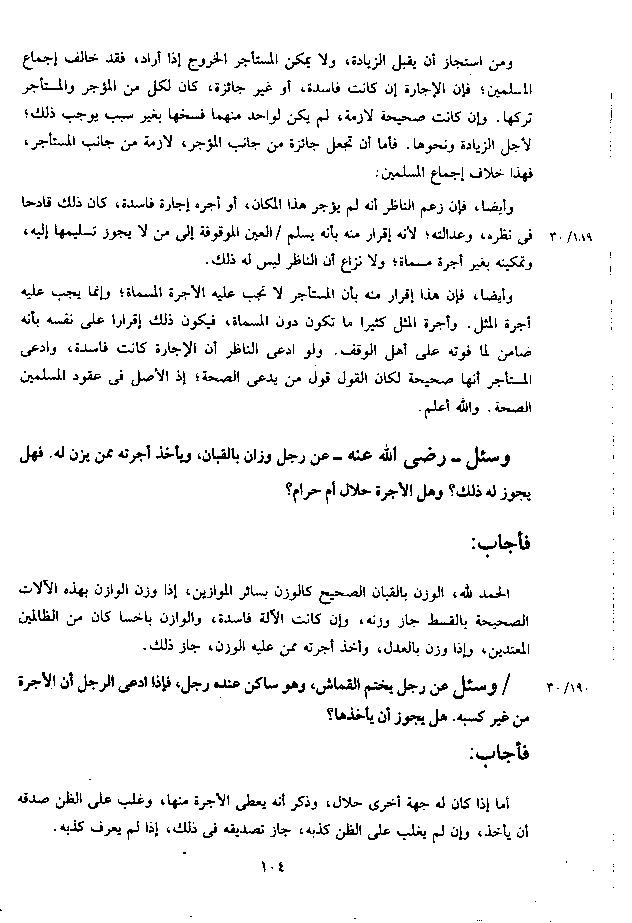 ومن استجاز أن يقبل الزيادة، ولا يمكن المستأجر الخروج إذا أراد، فقد خالف إجماع
المسلمين؛ فإن الإجارة إن كانت فاسدة، أو غير جائزة، كان لكل من المؤجر والمستأجر
تركها. وإن كانت صحيحة لازمة، لم يكن لواحد منهما فسخها بغير سبب يوجب ذلك؛
لأجل الزيادة ونحوها. فأما أن تجعل جائزة من جانب المؤجر، لازمة من جانب المستأجر،
فهذا خلاف إجماع المسلمين:
وأيضا، فإن زعم الناظر أنه لم يؤجر هذا المكان، أو أجره إجارة فاسدة، كان ذلك قادحا
٣٠/١٨٩ فى نظره، وعدالته؛ لأنه إقرار منه بأنه يسلم / العين الموقوفة إلى من لا يجوز تسليمها إليه،
وتمكينه بغير أجرة مسماة؛ ولا نزاع أن الناظر ليس له ذلك.
وأيضا، فإن هذا إقرار منه بأن المستأجر لا تجب عليه الأجرة المسماة؛ وإنما يجب عليه
أجرة المثل. وأجرة المثل كثيرا ما تكون دون المسماة، فيكون ذلك إقرارا على نفسه بأنه
ضامن لما فوته على أهل الوقف. ولو ادعى الناظر أن الإجارة كانت فاسدة، وادعى
المستأجر أنها صحيحة لكان القول قول من يدعى الصحة؛ إذ الأصل فى عقود المسلمين
الصحة. والله أعلم.
وسئل ـ رضى الله عنه ـ عن رجل وزان بالقبان، ويأخذ أجرته ممن يزن له. فهل
يجوز له ذلك؟ وهل الأجرة حلال أم حرام؟
فأجاب:
الحمد لله، الوزن بالقبان الصحيح كالوزن بسائر الموازين، إذا وزن الوازن بهذه الآلات
الصحيحة بالقسط جاز وزنه، وإن كانت الآلة فاسدة، والوازن باخسا كان من الظالمين
المعتدين، وإذا وزن بالعدل، وأخذ أجرته ممن عليه الوزن، جاز ذلك.
٣٠/١٩٠ / وسئل عن رجل يختم القماش، وهو ساكن عنده رجل، فإذا ادعى الرجل أن الأجرة
من غير كسبه. هل يجوز أن يأخذها؟
فأجاب:
أما إذا كان له جهة أخرى حلال، وذكر أنه يعطى الأجرة منها، وغلب على الظن صدقه
أن يأخذ، وإن لم يغلب على الظن كذبه، جاز تصديقه فى ذلك، إذا لم يعرف كذبه.
١٠٤